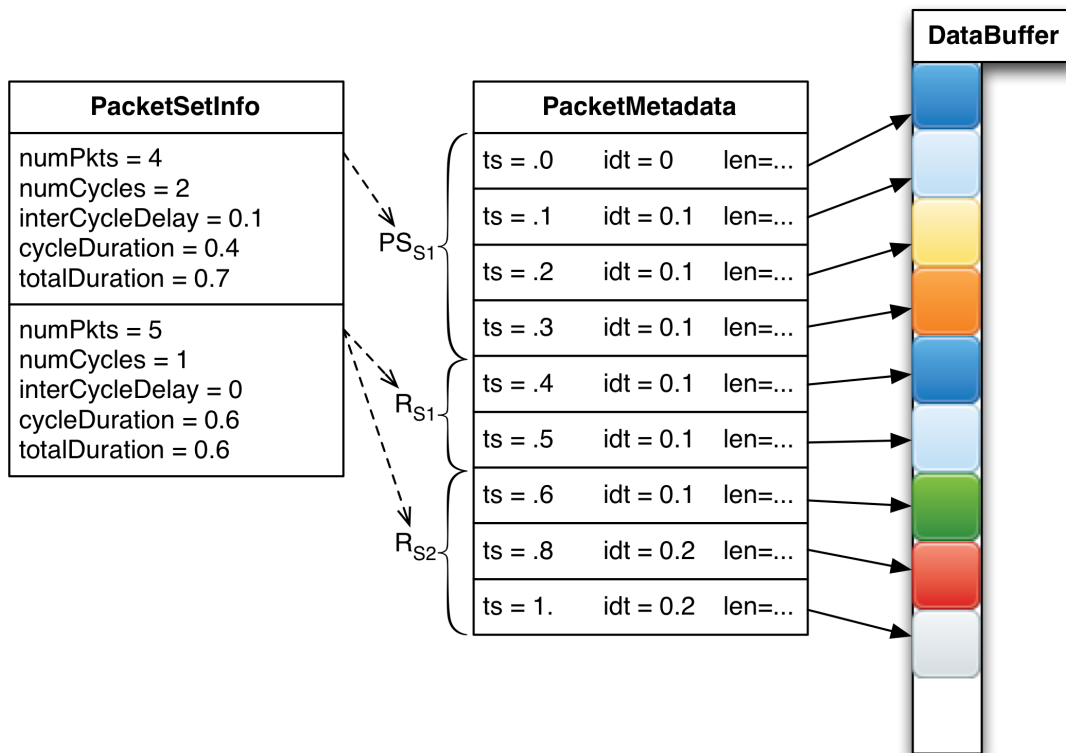 DataBuffer
PacketSetInfo
numPkts = 4
numCycles = 2
interCycleDelay = 0.1
cycleDuration = 0.4
totalDuration = 0.7
numPkts = 5
numCycles = 1
interCycleDelay = 0
cycleDuration = 0.6
totalDuration = 0.6
PSS1
RS1
RS2
PacketMetadata
ts = .0 idt = 0 len=...
ts = .1 idt = 0.1 len=...
ts = .2 idt = 0.1 len=...
ts = .3 idt = 0.1 len=...
ts = .4 idt = 0.1 len=...
ts = .5 idt = 0.1 len=...
ts = .6 idt = 0.1 len=...
ts = .8 idt = 0.2 len=...
ts = 1. idt = 0.2 len=...